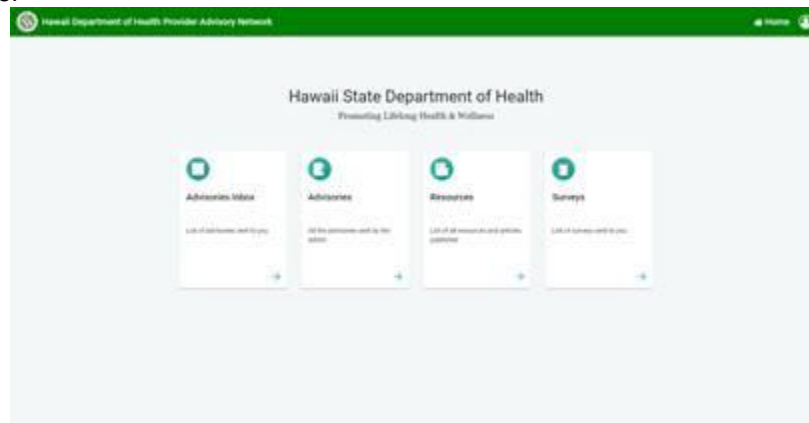 Hawaii Department of Health Provider Advisory Network
Home
Hawaii State Department of Health
Promoting Lifelong Health & Wellness
Advisories Inbox
Advisories
Resources
Surveys
List of advisories sent to you
All the advisories sent by the
admin
List of all resources and articles
published
List of surveys sent to you